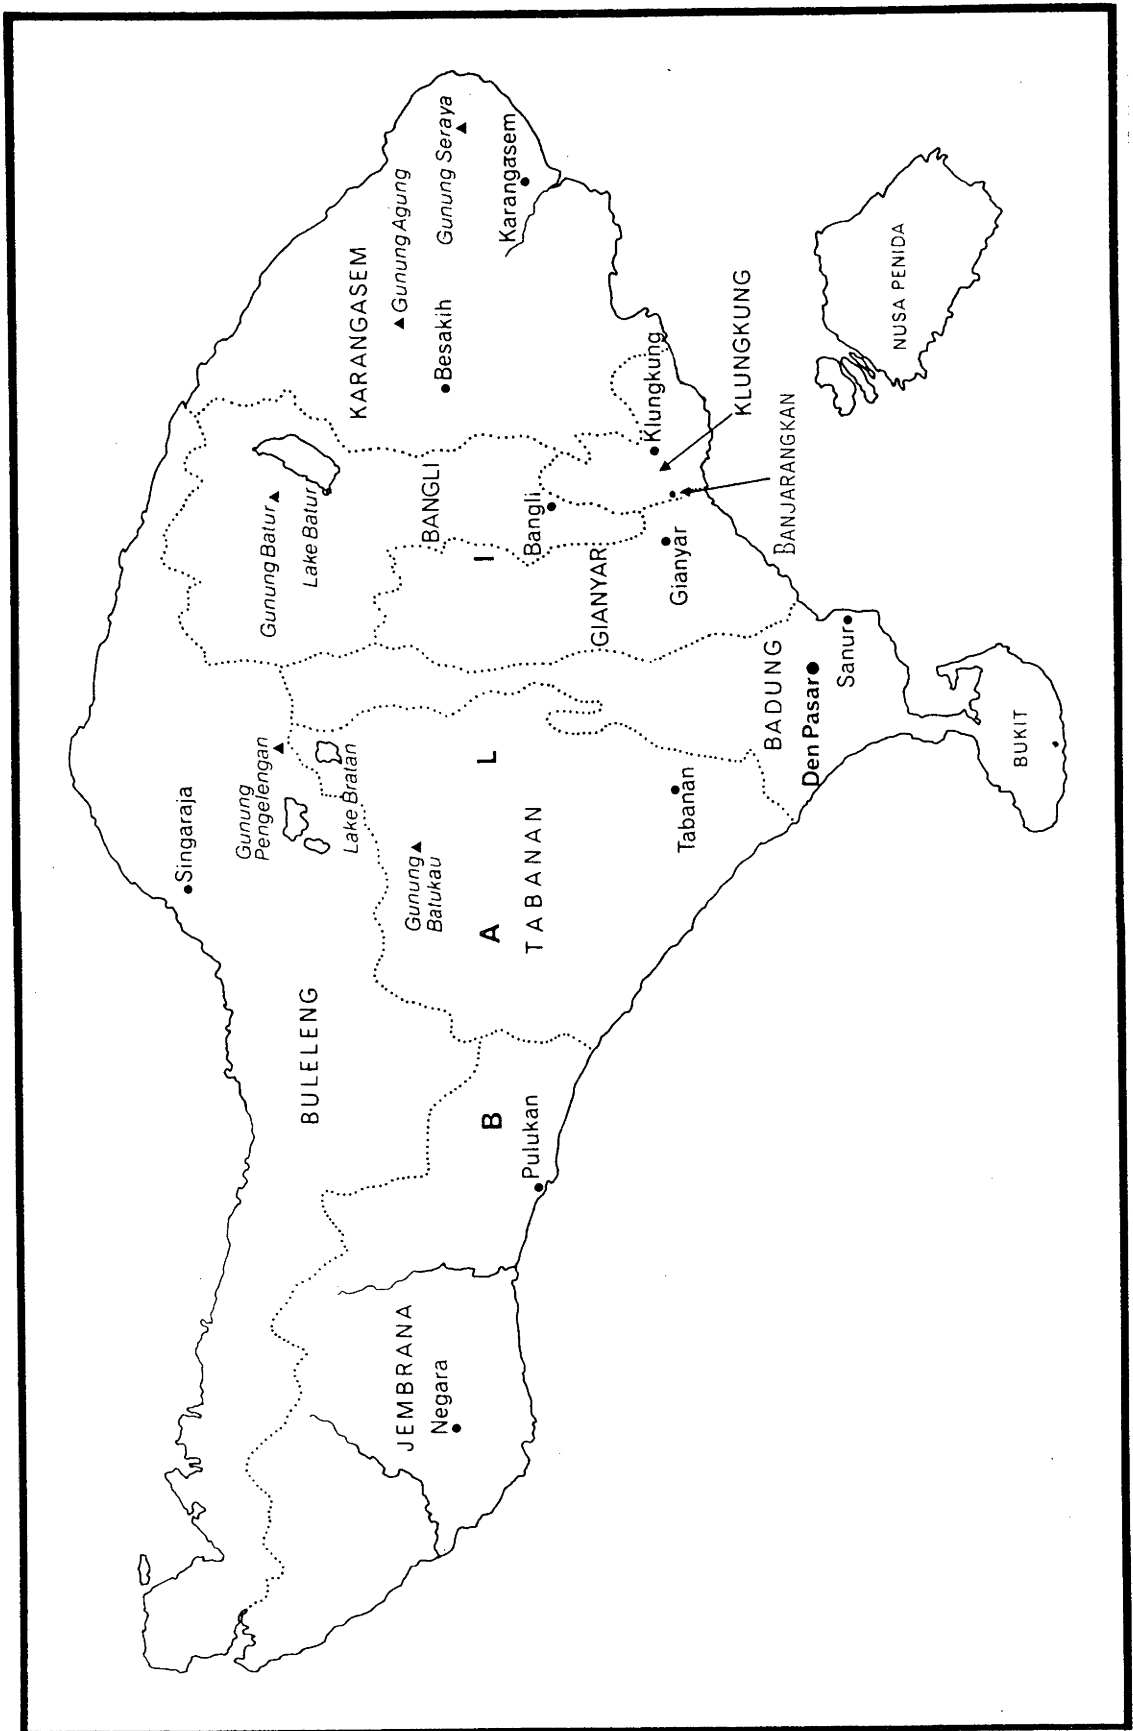 Singaraja
Gunung
Pengelengan
Lake Bratan
BULELENG
Gunung Batur
Lake Batur
KARANGASEM
Gunung Agung
Gunung Seraya
Besakih
Karangasem
BANGLI
Bangli
Gunung
Batukau
B A L I
TABANAN
Tabanan
JEMBRANA
Negara
Pulukan
GIANYAR
Gianyar
Klungkung
KLUNGKUNG
BANJARANGKAN
BADUNG
Den Pasar
Sanur
BUKIT
NUSA PENIDA